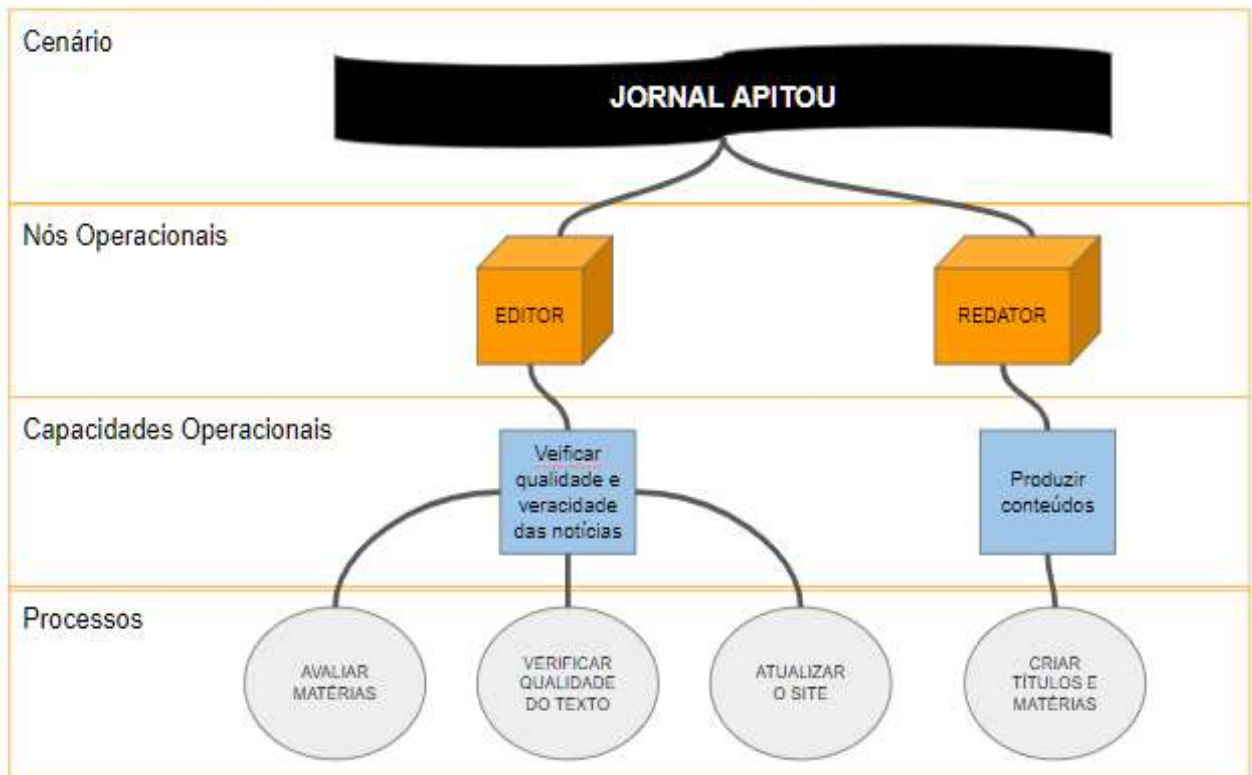 Cenário
JORNAL APITOU
Nós Operacionais
EDITOR
REDATOR
Capacidades Operacionais
Veificar
qualidade e
veracidade
das notícias
Produzir
conteúdos
Processos
AVALIAR
MATÉRIAS
VERIFICAR
QUALIDADE
DO TEXTO
ATUALIZAR
O SITE
CRIAR
TÍTULOS E
MATÉRIAS